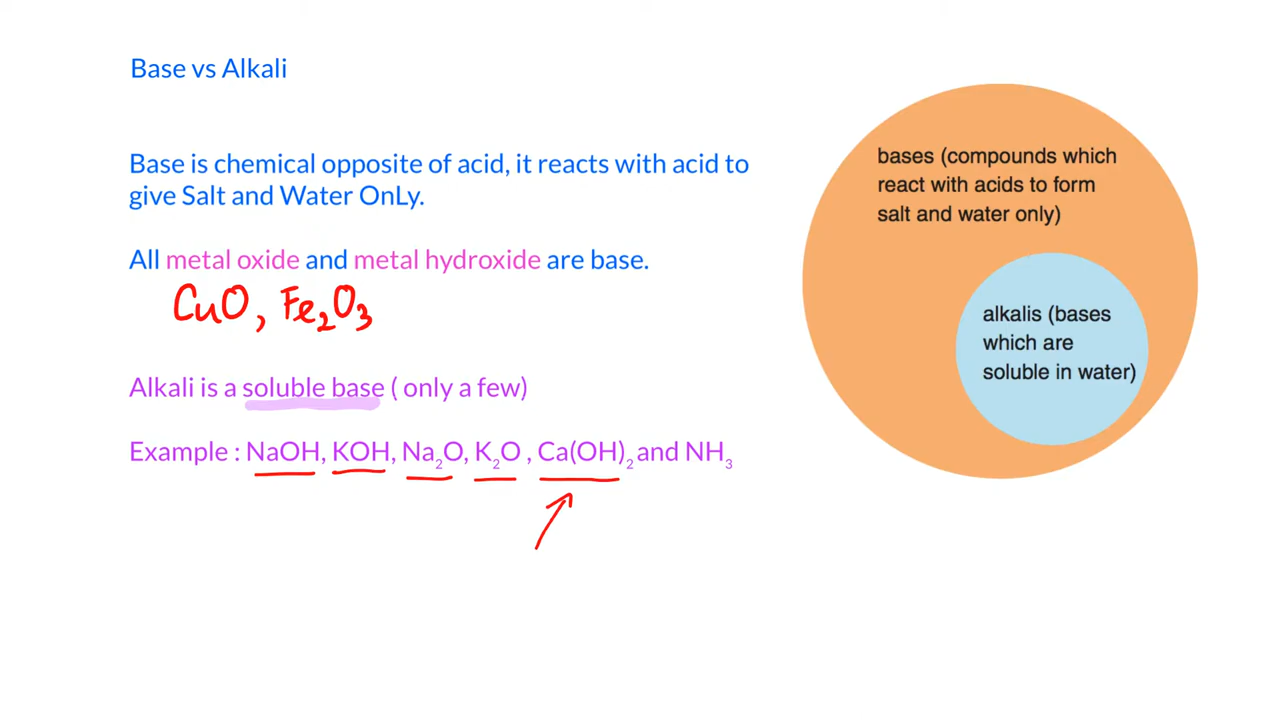 Base vs Alkali
Base is chemical opposite of acid, it reacts with acid to
give Salt and Water OnLy.
All metal oxide and metal hydroxide are base.
CuO, Fe₂O₃
Alkali is a soluble base ( only a few)
Example : NaOH, KOH, Na₂O, K₂O , Ca(OH)₂ and NH₃
bases (compounds which
react with acids to form
salt and water only)
alkalis (bases
which are
soluble in water)